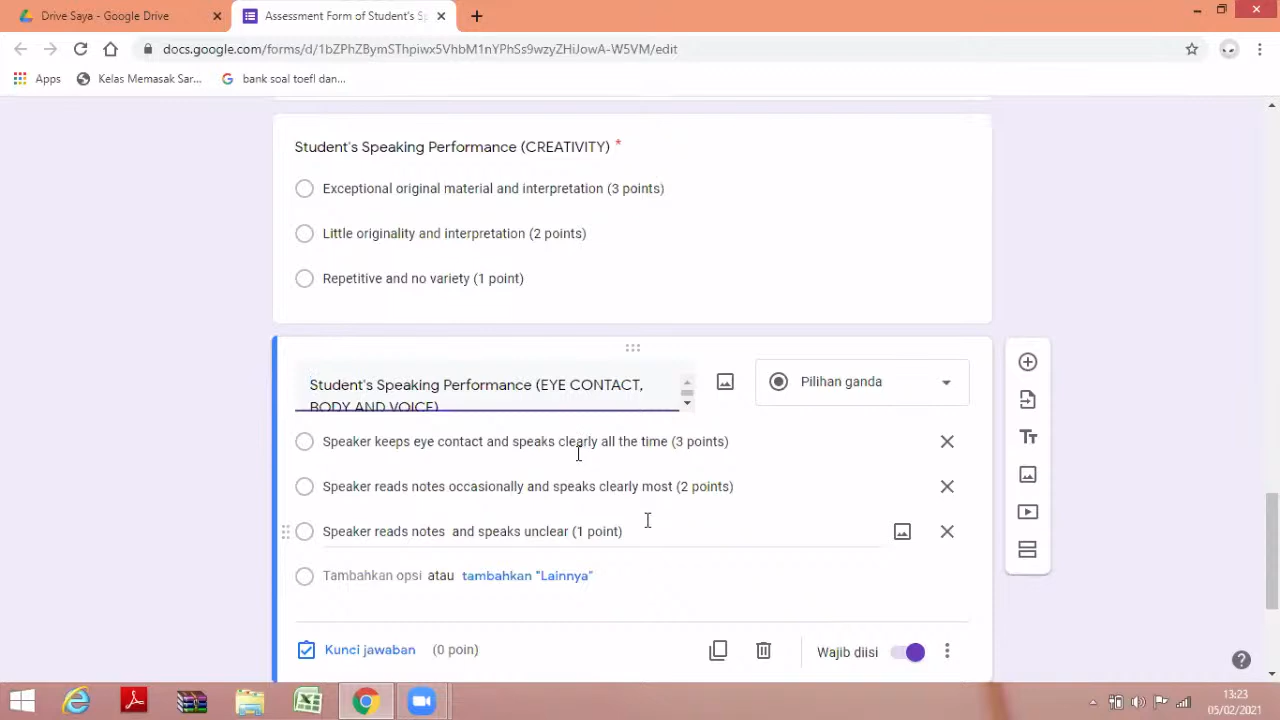 Drive Saya - Google Drive
Assessment Form of Student's Sp
docs.google.com/forms/d/1bZPhZBymSThpiwx5VhbM1nYPhSs9wzyZHiJowA-W5VM/edit
Apps
Kelas Memasak Sar...
bank soal toefl dan...
Student's Speaking Performance (CREATIVITY) *
Exceptional original material and interpretation (3 points)
Little originality and interpretation (2 points)
Repetitive and no variety (1 point)
Student's Speaking Performance (EYE CONTACT,
BODY AND VOICE)
Pilihan ganda
Speaker keeps eye contact and speaks clearly all the time (3 points)
Speaker reads notes occasionally and speaks clearly most (2 points)
Speaker reads notes  and speaks unclear (1 point)
Tambahkan opsi atau tambahkan "Lainnya"
Kunci jawaban (0 poin)
Wajib diisi
13:23
05/02/2021